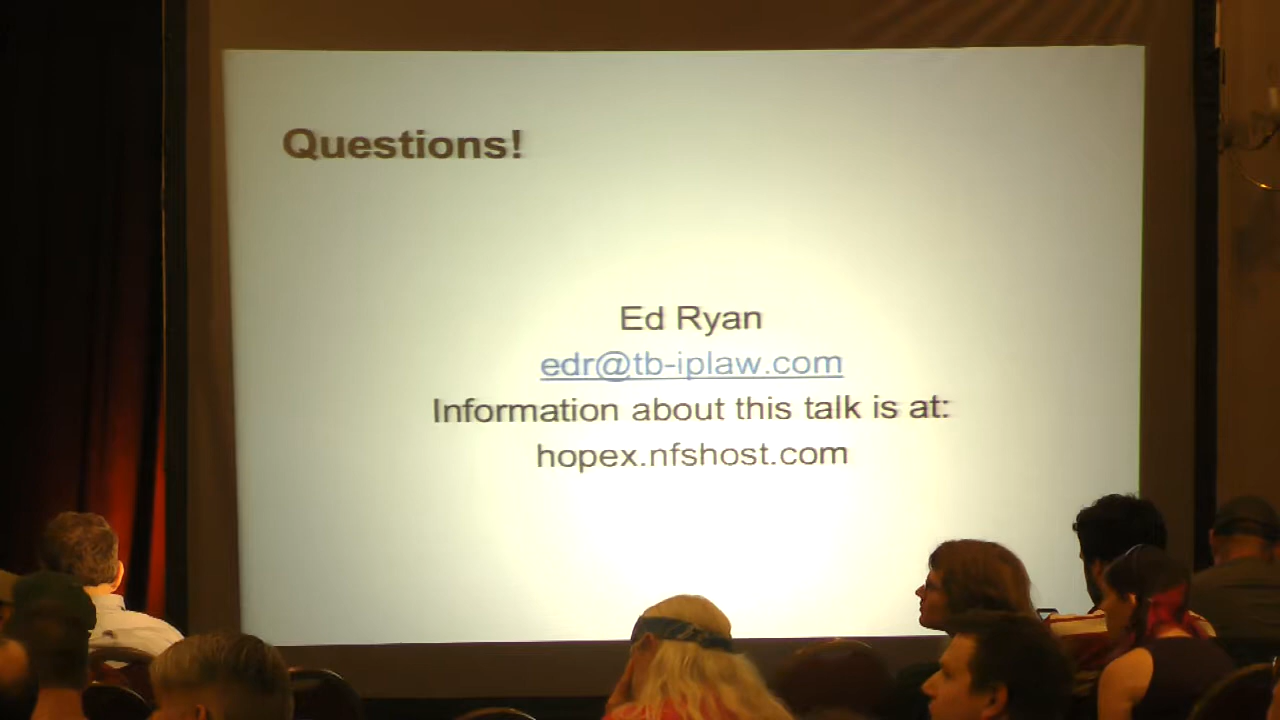 Questions!
Ed Ryan
edr@tb-iplaw.com
Information about this talk is at:
hopex.nfshost.com